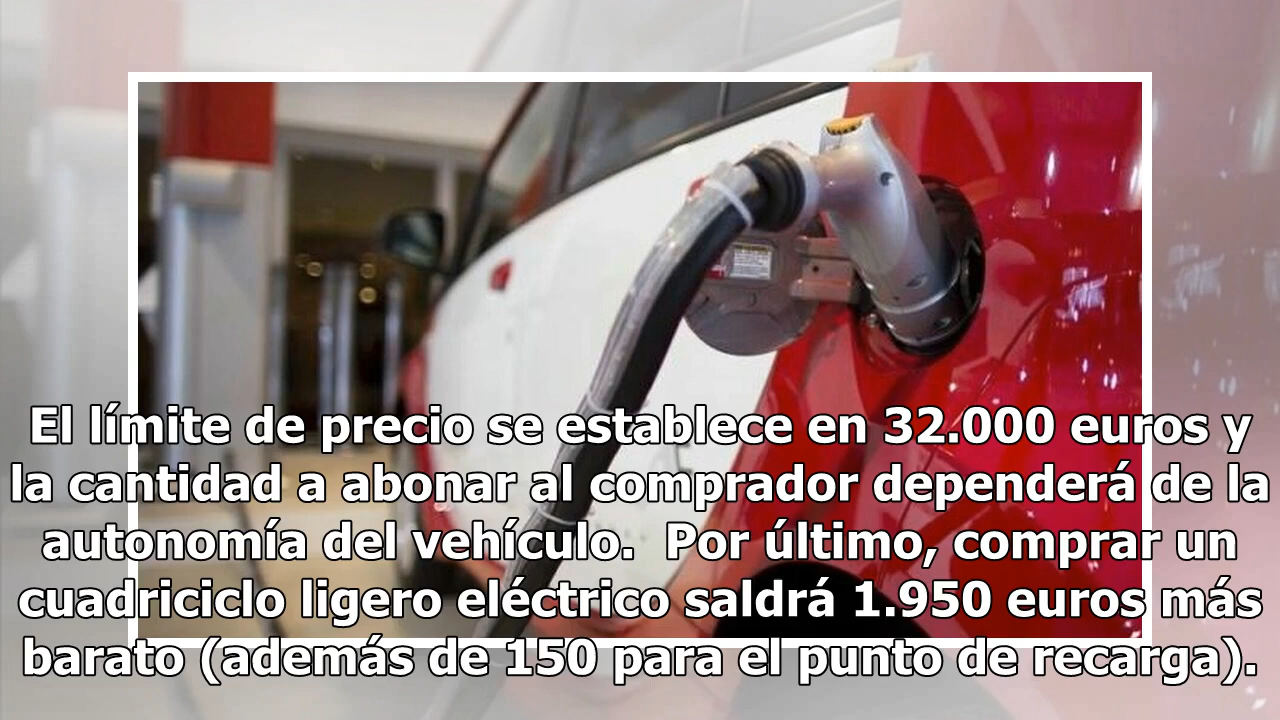 El límite de precio se establece en 32.000 euros y
la cantidad a abonar al comprador dependerá de la
autonomía del vehículo.  Por último, comprar un
cuadriciclo ligero eléctrico saldrá 1.950 euros más
barato (además de 150 para el punto de recarga).